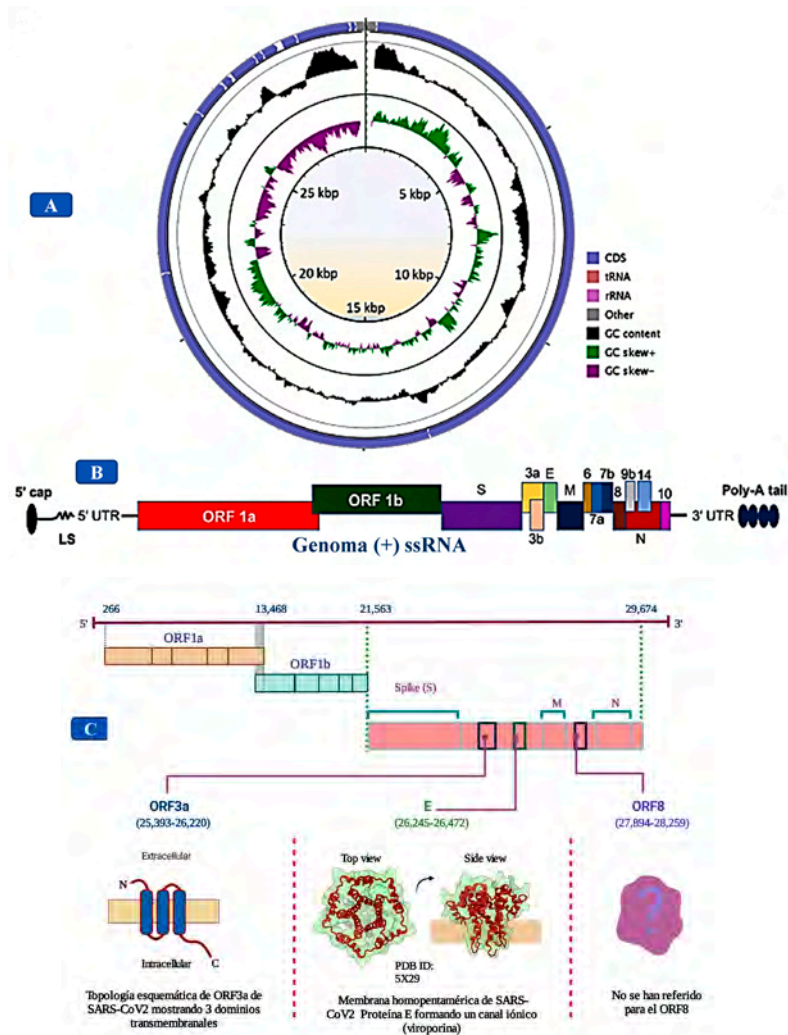 A
25 kbp
5 kbp
20 kbp
10 kbp
15 kbp
CDS
tRNA
rRNA
Other
GC content
GC skew+
GC skew-
B
5' cap
LS
5' UTR
ORF 1a
ORF 1b
S
3a
E
3b
M
6
7b
7a
8
9b
14
N
10
3' UTR
Poly-A tail
Genoma (+) ssRNA
C
266
13,468
21,563
29,674
5'
3'
ORF1a
ORF1b
Spike (S)
M
N
ORF3a
(25,393-26,220)
E
(26,245-26,472)
ORF8
(27,894-28,259)
Extracellular
N
Intracellular
C
Top view
Side view
PDB ID:
5X29
?
Topología esquemática de ORF3a de
SARS-CoV2 mostrando 3 dominios
transmembranales
Membrana homopentamérica de SARS-
CoV2 Proteína E formando un canal iónico
(viroporina)
No se han referido
para el ORF8